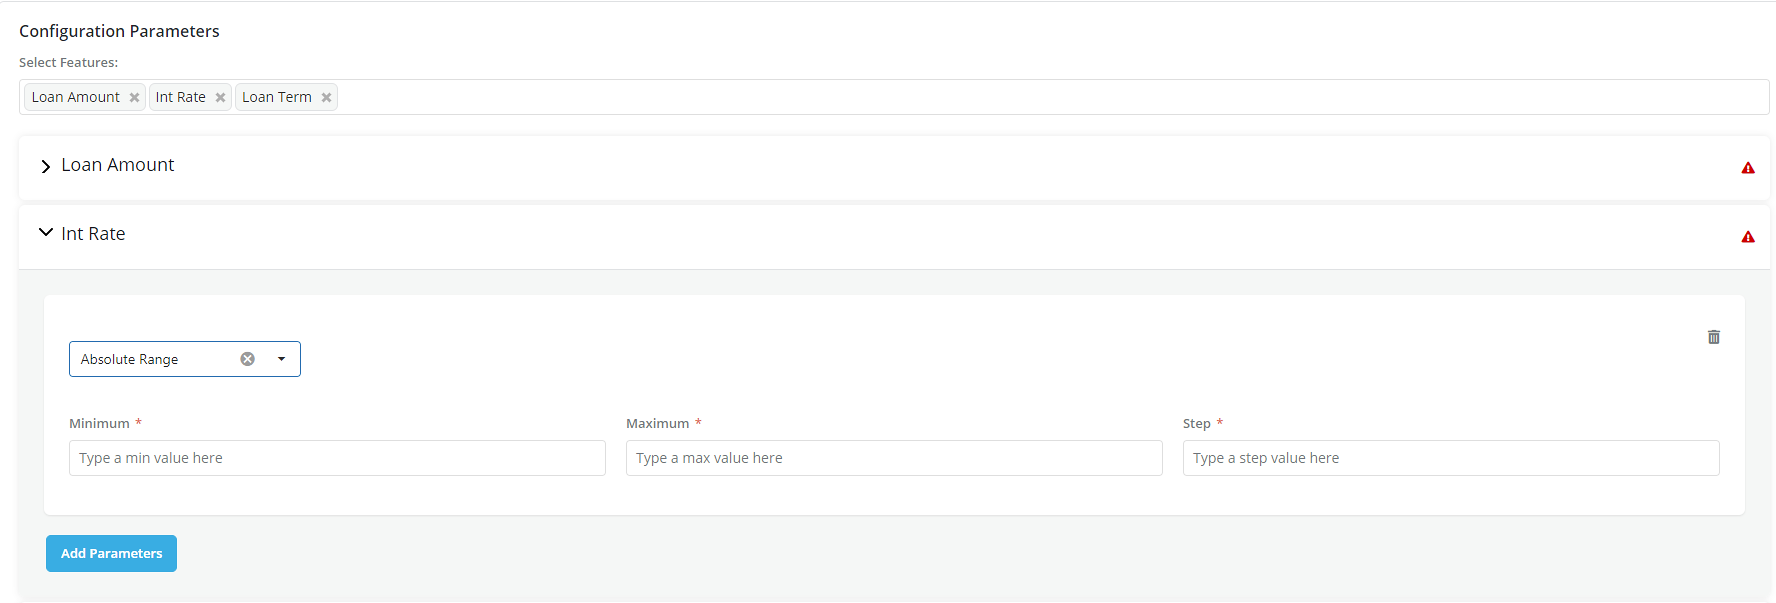 Configuration Parameters
Select Features:
Loan Amount Int Rate Loan Term
Loan Amount
Int Rate
Absolute Range
Minimum * Maximum * Step *
Type a min value here Type a max value here Type a step value here
Add Parameters